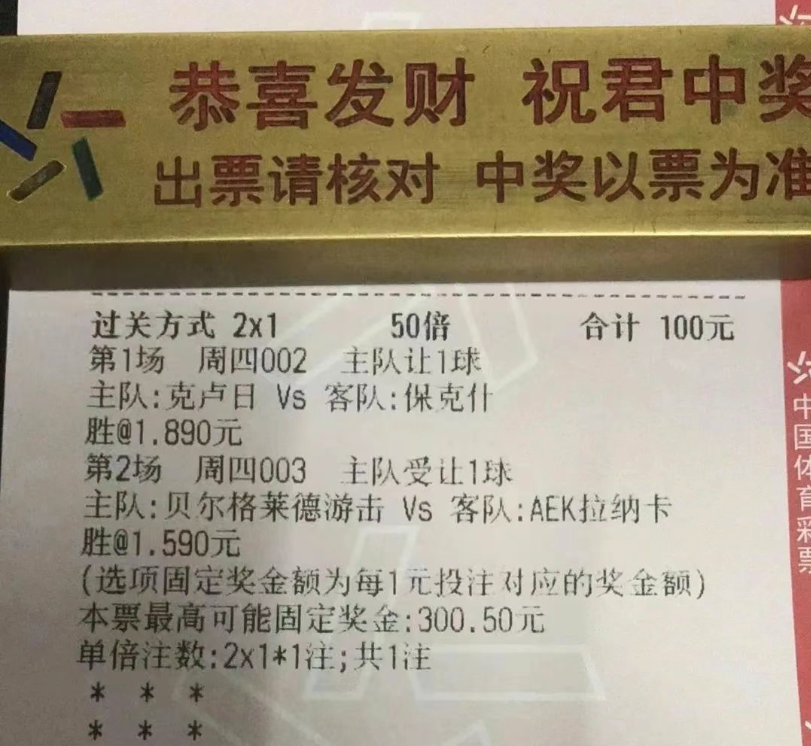 恭喜发财 祝君中奖
出票请核对 中奖以票为准
过关方式 2x1 50倍 合计 100元
第1场 周四002 主队让1球
主队:克卢日 Vs 客队:保克什
胜@1.890元
第2场 周四003 主队受让1球
主队:贝尔格莱德游击 Vs 客队:AEK拉纳卡
胜@1.590元
(选项固定奖金额为每1元投注对应的奖金额)
本票最高可能固定奖金:300.50元
单倍注数:2x1*1注;共1注
* * *
* * *
中国体育彩票